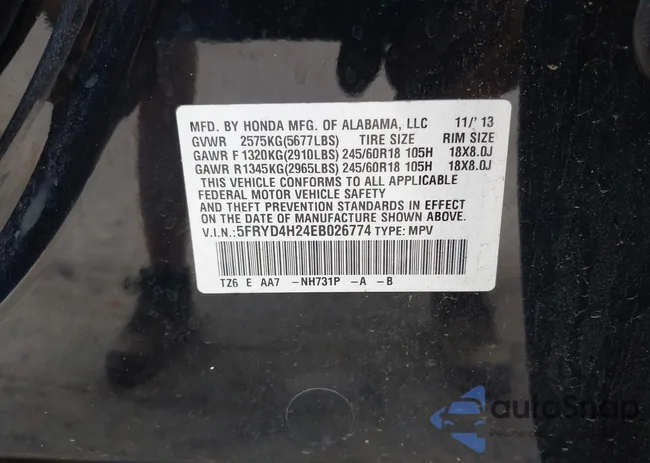 MFD. BY HONDA MFG. OF ALABAMA, LLC 11/' 13
GVWR 2575KG(5677LBS) TIRE SIZE RIM SIZE
GAWR F 1320KG(2910LBS) 245/60R18 105H 18X8.0J
GAWR R 1345KG(2965LBS) 245/60R18 105H 18X8.0J
THIS VEHICLE CONFORMS TO ALL APPLICABLE
FEDERAL MOTOR VEHICLE SAFETY
AND THEFT PREVENTION STANDARDS IN EFFECT
ON THE DATE OF MANUFACTURE SHOWN ABOVE.
V.I.N.: 5FRYD4H24EB026774 TYPE: MPV
TZ6 E AA7 -NH731P -A -B
autoSnap